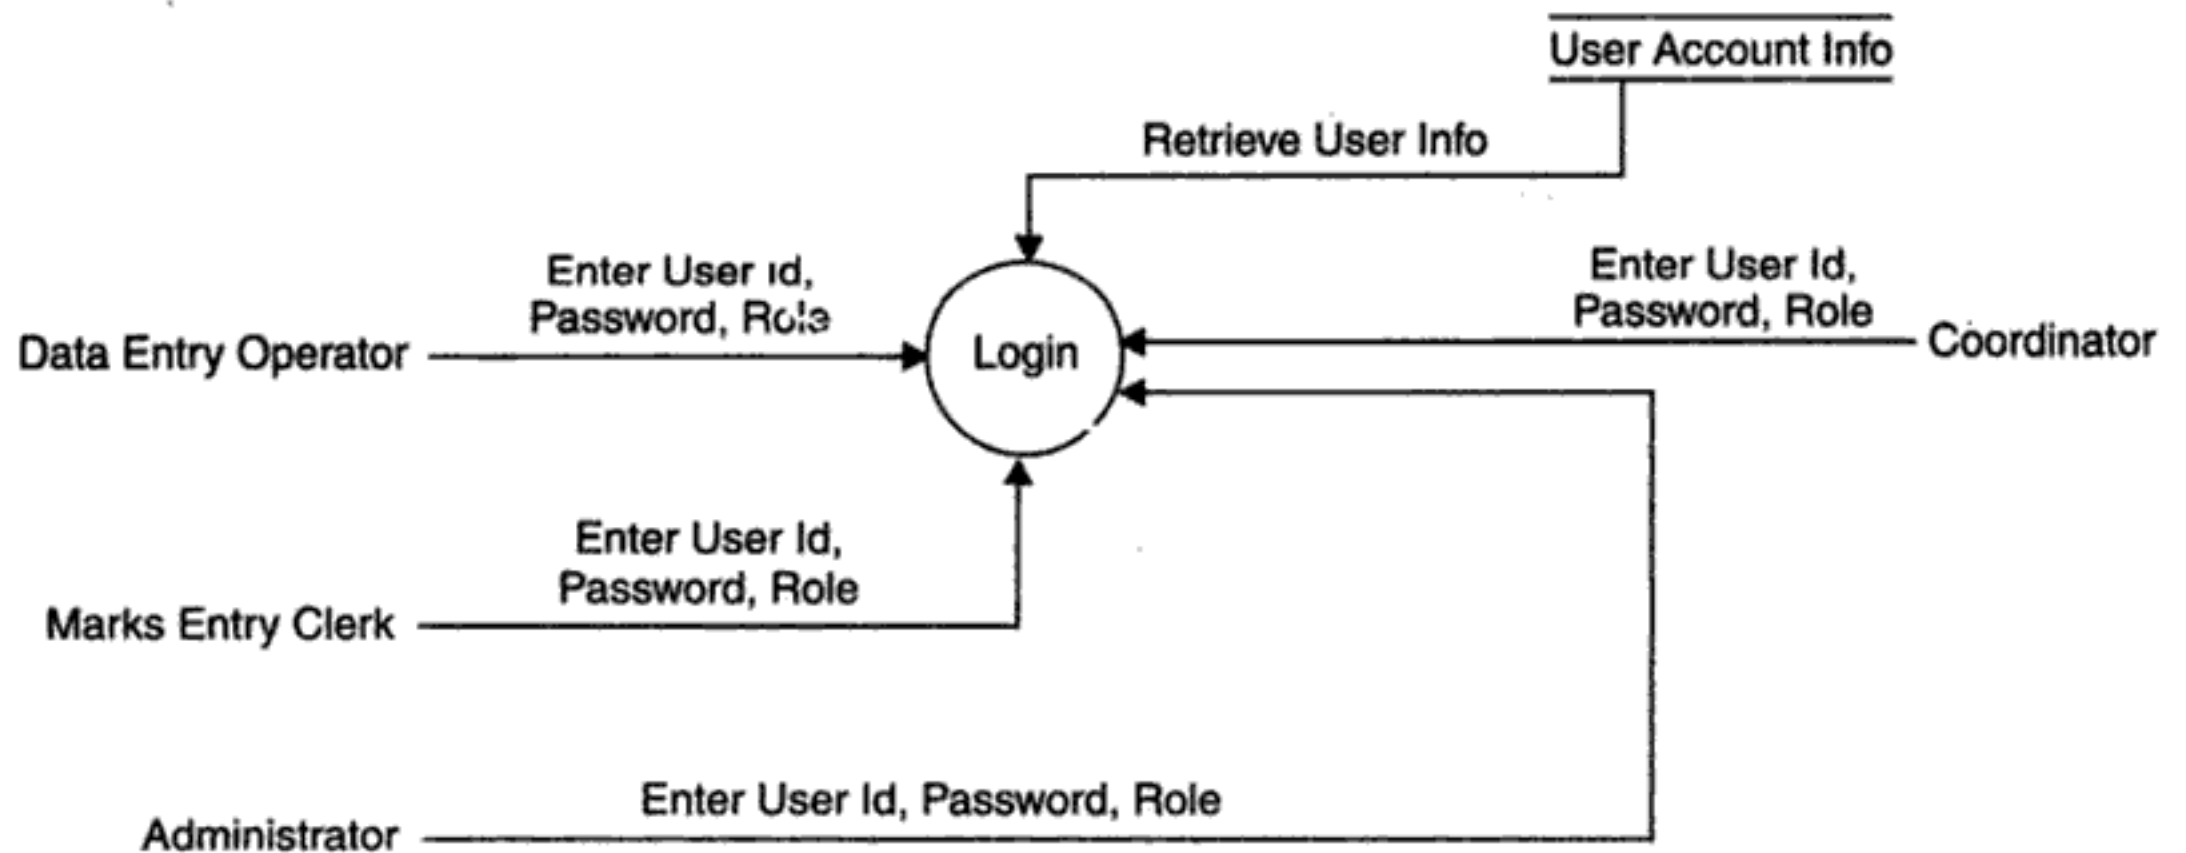 User Account Info
Retrieve User Info
Enter User Id,
Password, Role
Data Entry Operator
Login
Enter User Id,
Password, Role
Coordinator
Enter User Id,
Password, Role
Marks Entry Clerk
Enter User Id, Password, Role
Administrator